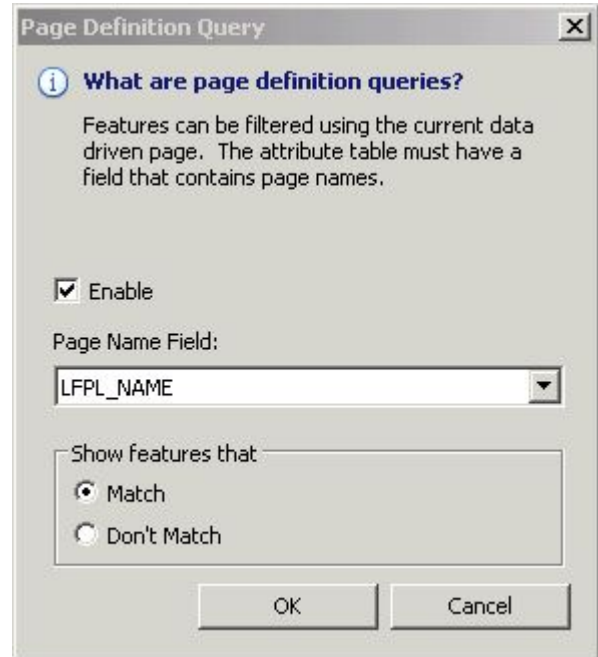 Page Definition Query
What are page definition queries?
Features can be filtered using the current data
driven page. The attribute table must have a
field that contains page names.
Enable
Page Name Field:
LFPL_NAME
Show features that
Match
Don't Match
OK Cancel